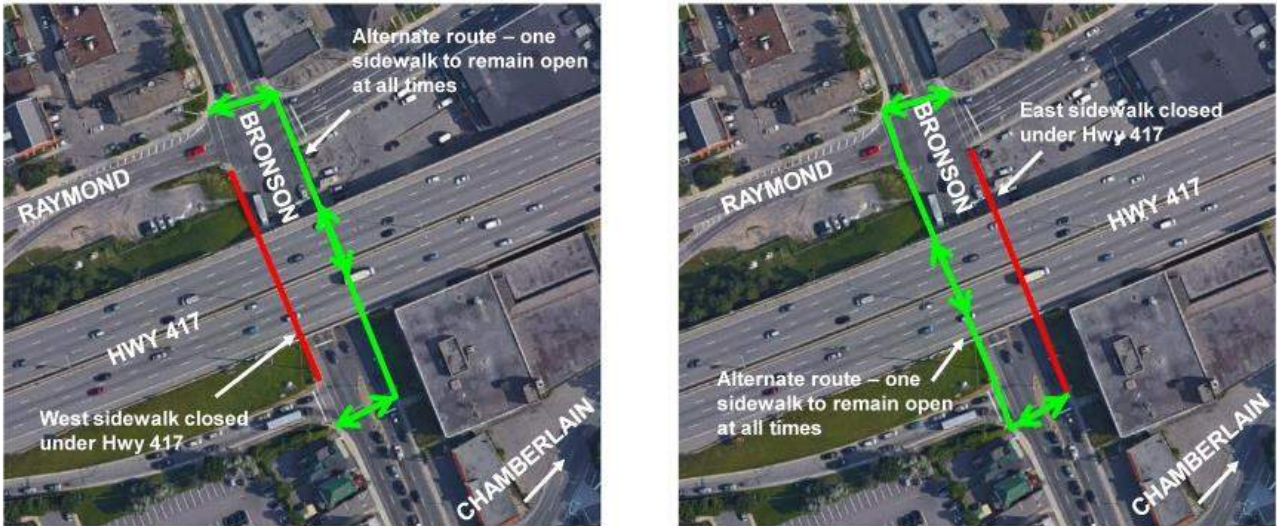 Alternate route – one
sidewalk to remain open
at all times
BRONSON
RAYMOND
HWY 417
West sidewalk closed
under Hwy 417
CHAMBERLAIN
East sidewalk closed
under Hwy 417
BRONSON
RAYMOND
HWY 417
Alternate route – one
sidewalk to remain open
at all times
CHAMBERLAIN